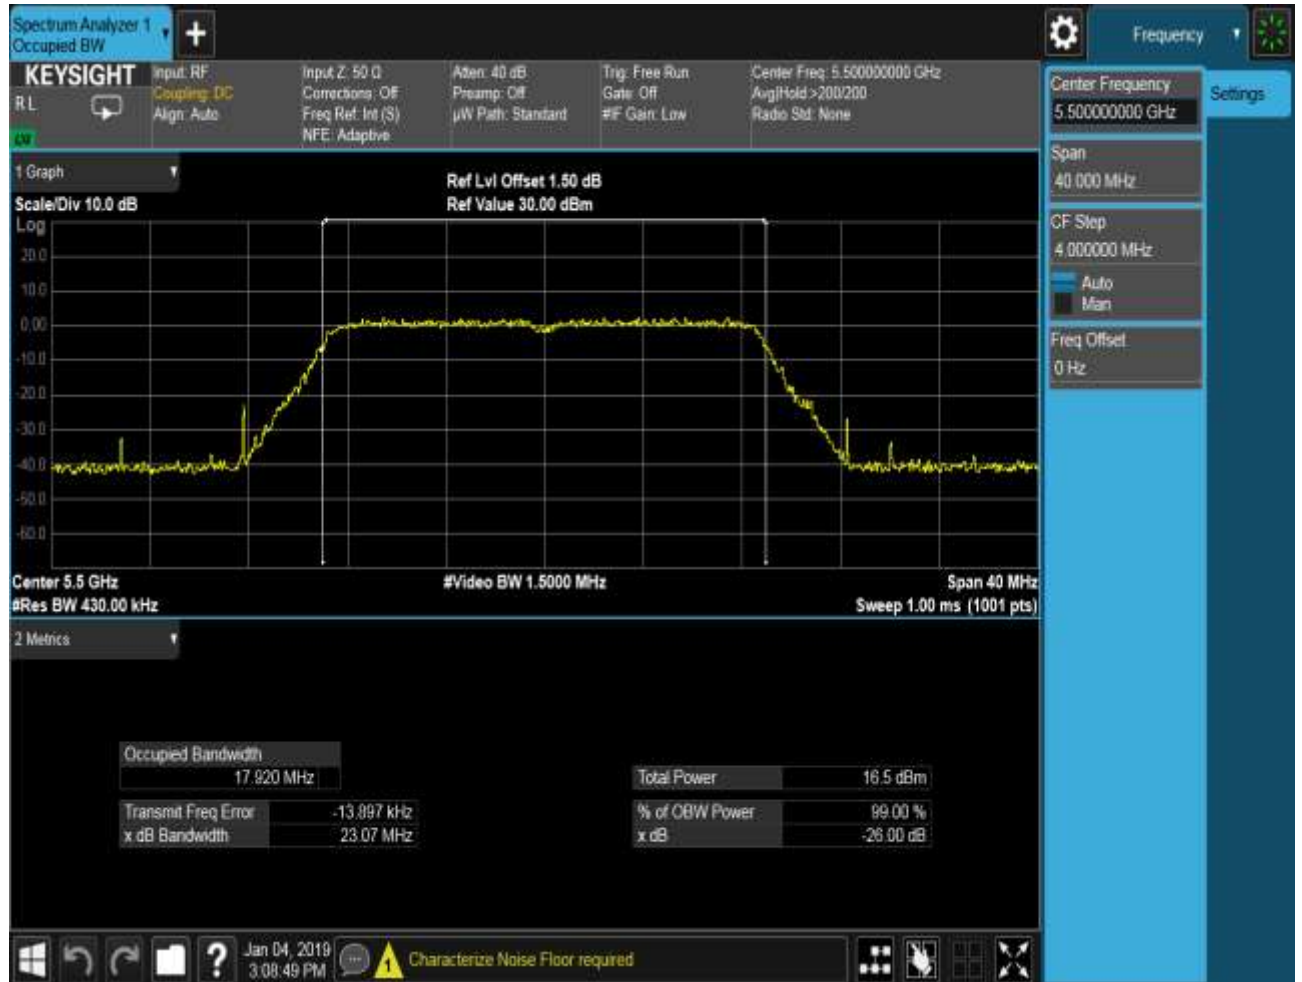 Spectrum Analyzer 1
Occupied BW
Frequency
KEYSIGHT
RL
Input: RF
Coupling: DC
Align: Auto
Input Z: 50 Ω
Corrections: Off
Freq Ref: Int (S)
NFE: Adaptive
Atten: 40 dB
Preamp: Off
µW Path: Standard
Trig: Free Run
Gate: Off
#IF Gain: Low
Center Freq: 5.500000000 GHz
Avg|Hold:>200/200
Radio Std: None
Center Frequency
5.500000000 GHz
Settings
Span
40.000 MHz
CF Step
4.000000 MHz
Auto
Man
Freq Offset
0 Hz
1 Graph
Scale/Div 10.0 dB
Ref Lvl Offset 1.50 dB
Ref Value 30.00 dBm
Log
20.0
10.0
0.00
-10.0
-20.0
-30.0
-40.0
-50.0
-60.0
Center 5.5 GHz
#Video BW 1.5000 MHz
Span 40 MHz
#Res BW 430.00 kHz
Sweep 1.00 ms (1001 pts)
2 Metrics
Occupied Bandwidth
17.920 MHz
Total Power 16.5 dBm
Transmit Freq Error -13.897 kHz
% of OBW Power 99.00 %
x dB Bandwidth 23.07 MHz
x dB -26.00 dB
Jan 04, 2019
3:08:49 PM
1
Characterize Noise Floor required